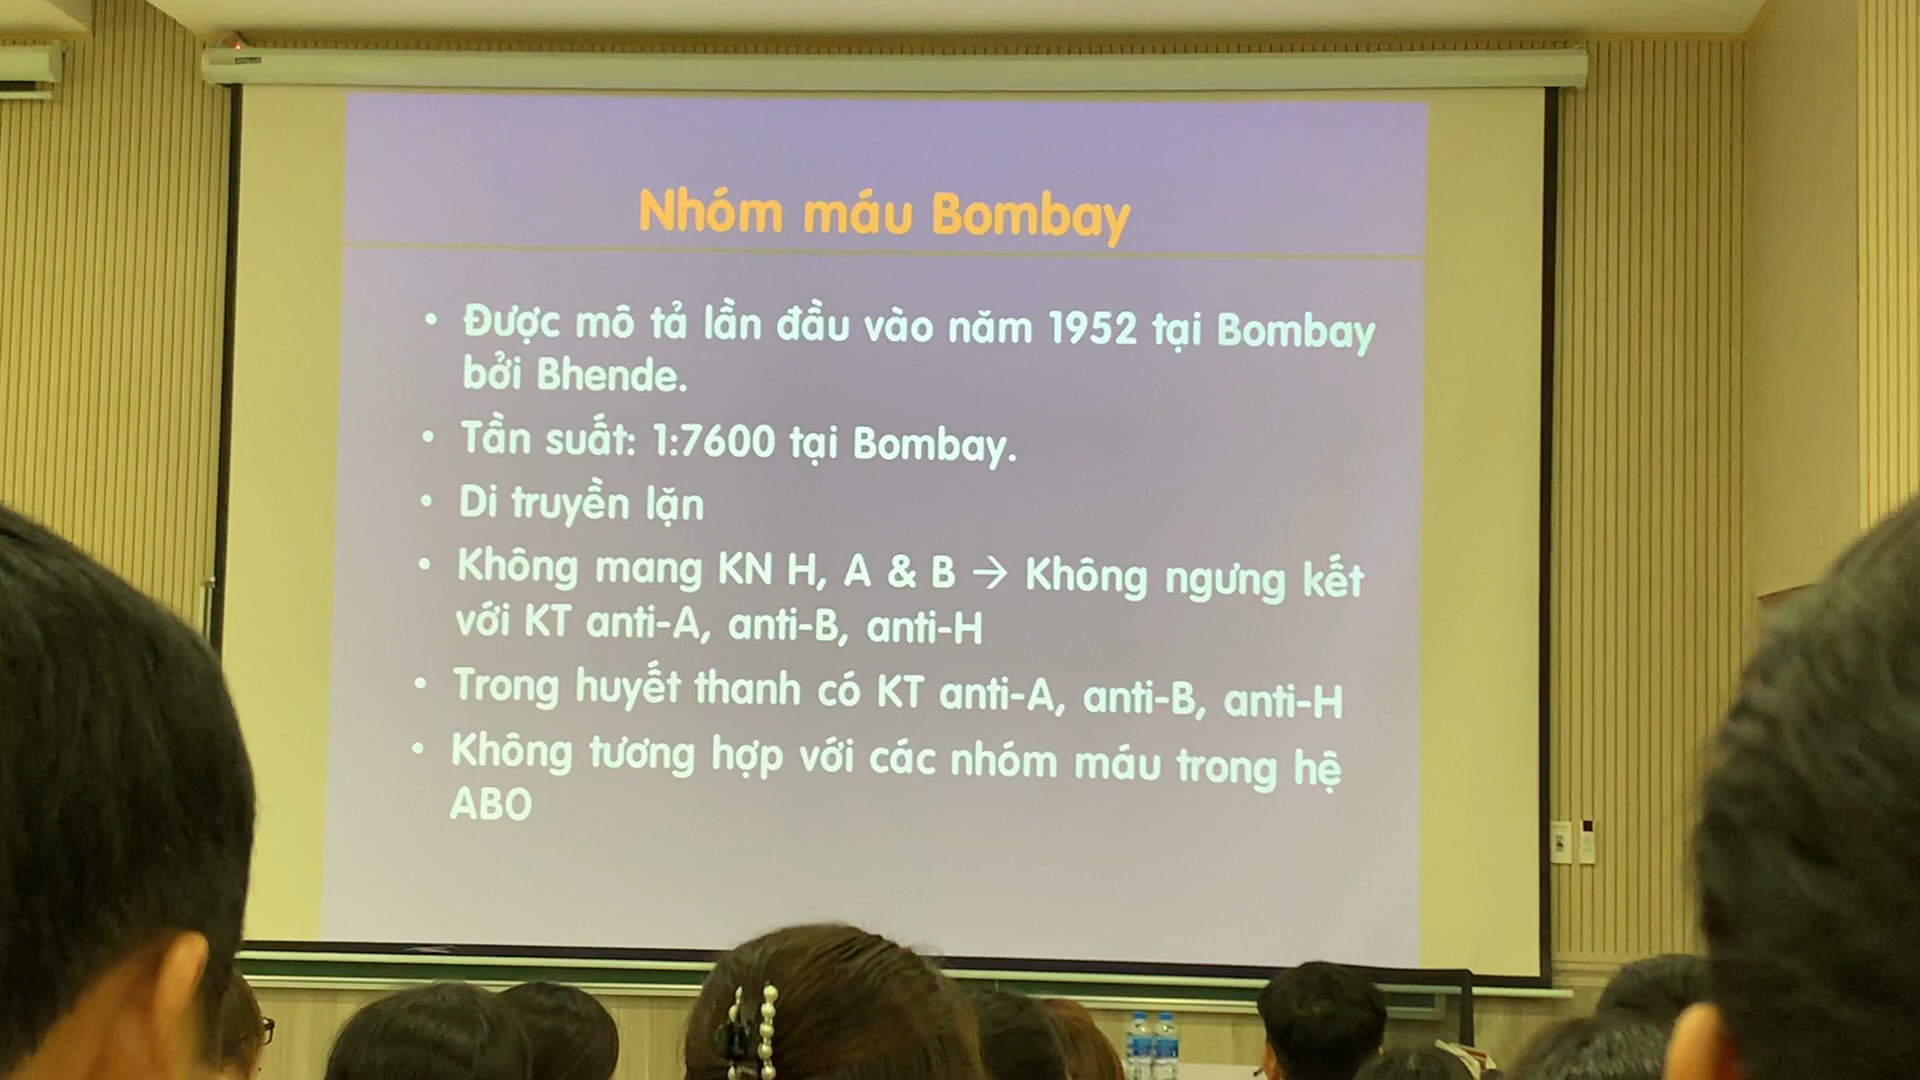 Nhóm máu Bombay
• Được mô tả lần đầu vào năm 1952 tại Bombay
bởi Bhende.
• Tần suất: 1:7600 tại Bombay.
• Di truyền lặn
• Không mang KN H, A & B → Không ngưng kết
với KT anti-A, anti-B, anti-H
• Trong huyết thanh có KT anti-A, anti-B, anti-H
• Không tương hợp với các nhóm máu trong hệ
ABO